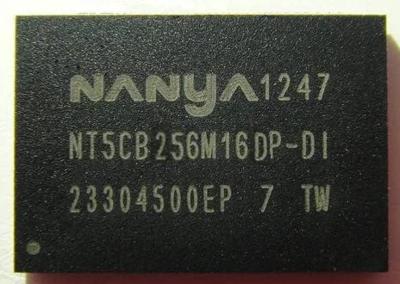 NANYA 1247
NT5CB256M16DP-DI
23304500EP 7 TW